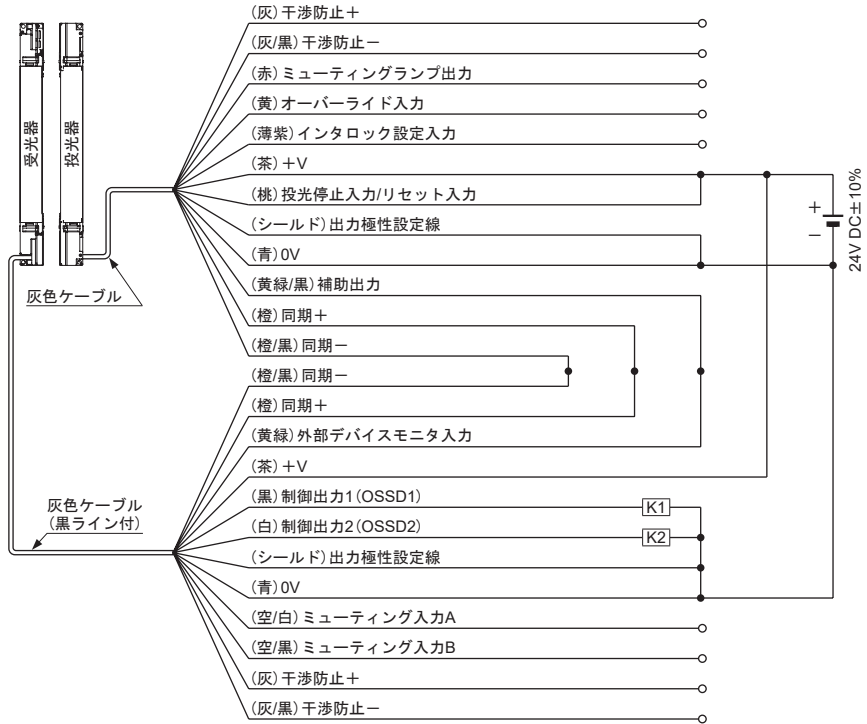 (灰)干渉防止+
(灰/黒)干渉防止−
(赤)ミューティングランプ出力
(黄)オーバーライド入力
(薄紫)インタロック設定入力
(茶)+V
(桃)投光停止入力/リセット入力
(シールド)出力極性設定線
(青)0V
(黄緑/黒)補助出力
(橙)同期+
(橙/黒)同期−
(橙/黒)同期−
(橙)同期+
(黄緑)外部デバイスモニタ入力
(茶)+V
(黒)制御出力1(OSSD1)
(白)制御出力2(OSSD2)
(シールド)出力極性設定線
(青)0V
(空/白)ミューティング入力A
(空/黒)ミューティング入力B
(灰)干渉防止+
(灰/黒)干渉防止−
受光器
投光器
灰色ケーブル
灰色ケーブル
(黒ライン付)
K1
K2
+
−
24V DC±10%